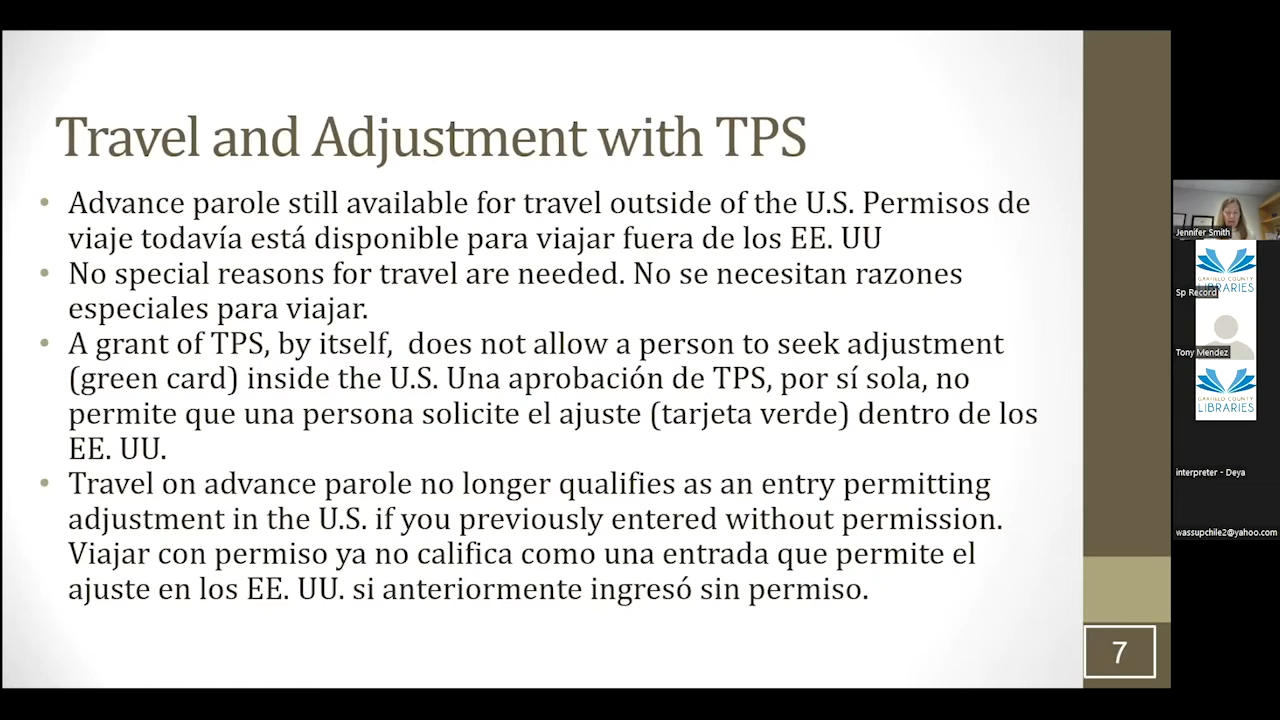 Travel and Adjustment with TPS
• Advance parole still available for travel outside of the U.S. Permisos de
viaje todavía está disponible para viajar fuera de los EE. UU
• No special reasons for travel are needed. No se necesitan razones
especiales para viajar.
• A grant of TPS, by itself,  does not allow a person to seek adjustment
(green card) inside the U.S. Una aprobación de TPS, por sí sola, no
permite que una persona solicite el ajuste (tarjeta verde) dentro de los
EE. UU.
• Travel on advance parole no longer qualifies as an entry permitting
adjustment in the U.S. if you previously entered without permission.
Viajar con permiso ya no califica como una entrada que permite el
ajuste en los EE. UU. si anteriormente ingresó sin permiso.
7
Jennifer Smith
GARFIELD COUNTY
LIBRARIES
Sp Record
Tony Mendez
GARFIELD COUNTY
LIBRARIES
interpreter - Deya
wassupchile2@yahoo.com